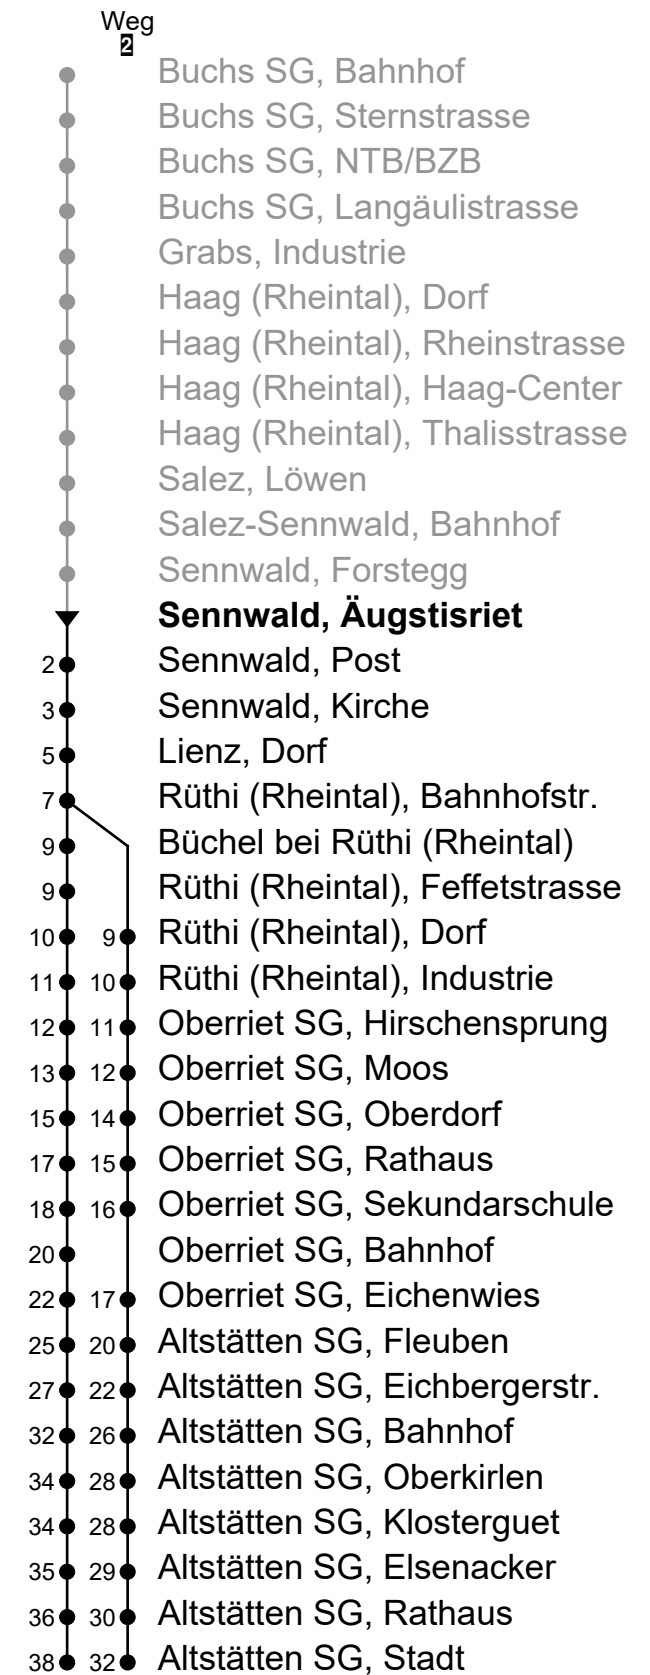 Weg
2
Buchs SG, Bahnhof
Buchs SG, Sternstrasse
Buchs SG, NTB/BZB
Buchs SG, Langäulistrasse
Grabs, Industrie
Haag (Rheintal), Dorf
Haag (Rheintal), Rheinstrasse
Haag (Rheintal), Haag-Center
Haag (Rheintal), Thalisstrasse
Salez, Löwen
Salez-Sennwald, Bahnhof
Sennwald, Forstegg
Sennwald, Äugstisriet
2 Sennwald, Post
3 Sennwald, Kirche
5 Lienz, Dorf
7 Rüthi (Rheintal), Bahnhofstr.
9 Büchel bei Rüthi (Rheintal)
9 Rüthi (Rheintal), Feffetstrasse
10 9 Rüthi (Rheintal), Dorf
11 10 Rüthi (Rheintal), Industrie
12 11 Oberriet SG, Hirschensprung
13 12 Oberriet SG, Moos
15 14 Oberriet SG, Oberdorf
17 15 Oberriet SG, Rathaus
18 16 Oberriet SG, Sekundarschule
20 Oberriet SG, Bahnhof
22 17 Oberriet SG, Eichenwies
25 20 Altstätten SG, Fleuben
27 22 Altstätten SG, Eichbergerstr.
32 26 Altstätten SG, Bahnhof
34 28 Altstätten SG, Oberkirlen
34 28 Altstätten SG, Klosterguet
35 29 Altstätten SG, Elsenacker
36 30 Altstätten SG, Rathaus
38 32 Altstätten SG, Stadt